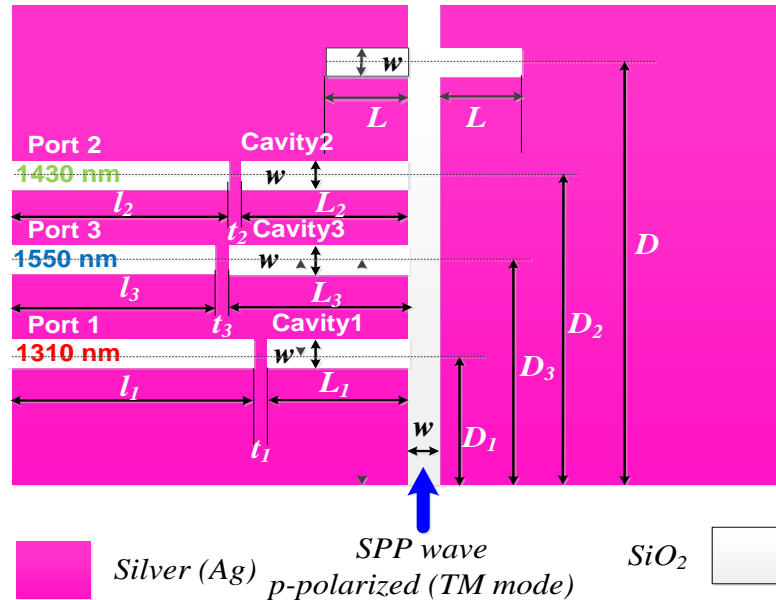 w
L L
Port 2 Cavity2
1430 nm w
l2 t2 L2
Port 3 Cavity3
1550 nm w
l3 t3 L3
Port 1 Cavity1
1310 nm w
l1 t1 L1
w
D1
D3
D2
D
Silver (Ag)
SPP wave
p-polarized (TM mode)
SiO2